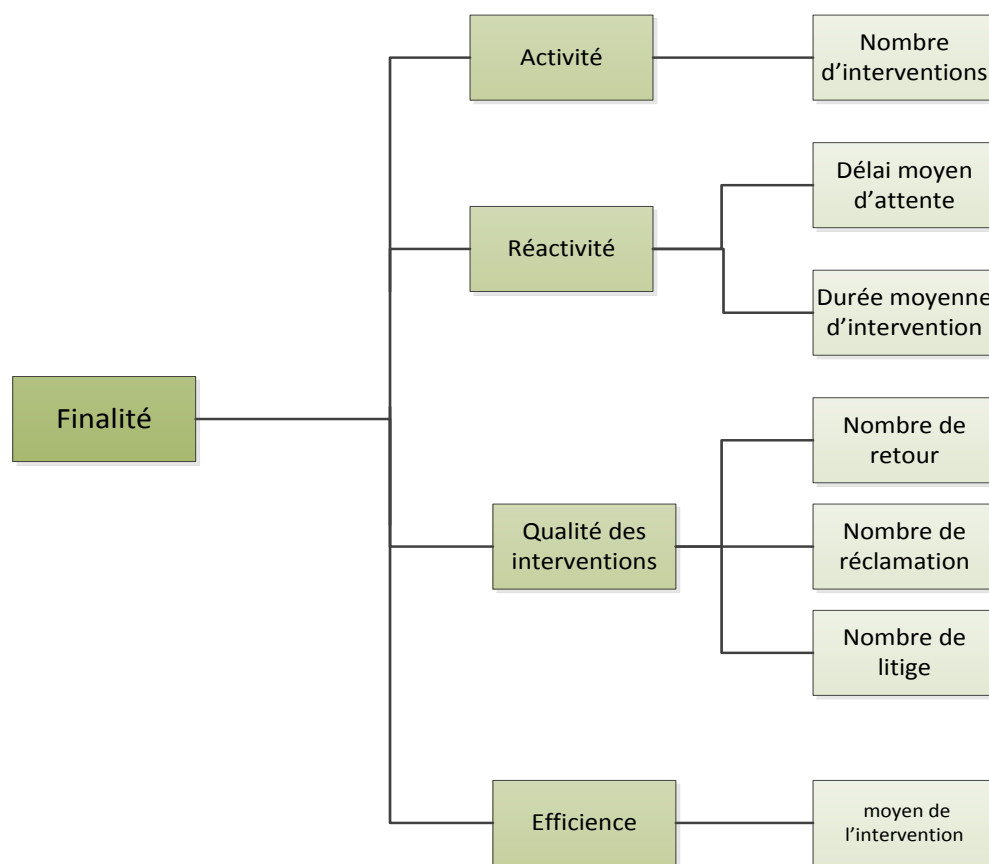 Activité
Nombre
d’interventions
Réactivité
Délai moyen
d’attente
Durée moyenne
d’intervention
Finalité
Qualité des
interventions
Nombre de
retour
Nombre de
réclamation
Nombre de
litige
Efficience
moyen de
l’intervention